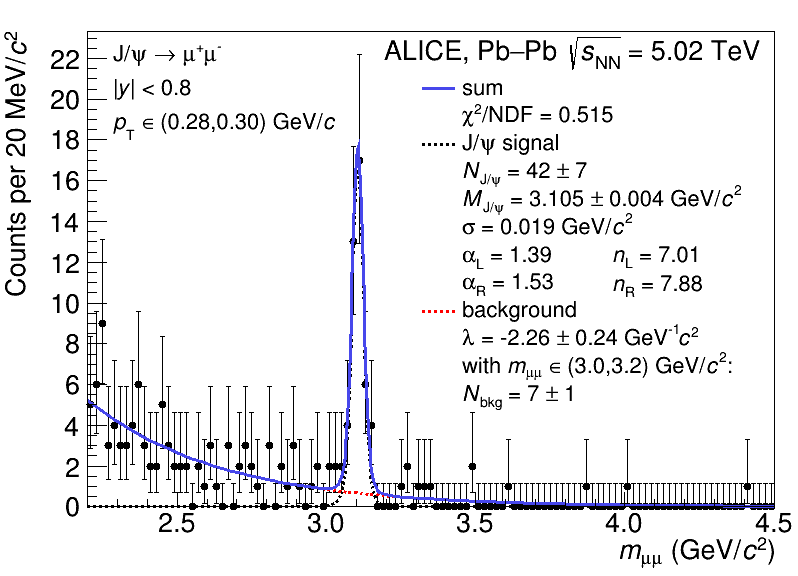 ALICE, Pb–Pb √s_NN = 5.02 TeV
J/ψ → μ⁺μ⁻
|y| < 0.8
p_T ∈ (0.28,0.30) GeV/c
sum
χ²/NDF = 0.515
J/ψ signal
N_J/ψ = 42 ± 7
M_J/ψ = 3.105 ± 0.004 GeV/c²
σ = 0.019 GeV/c²
α_L = 1.39 n_L = 7.01
α_R = 1.53 n_R = 7.88
background
λ = -2.26 ± 0.24 GeV⁻¹c²
with m_μμ ∈ (3.0,3.2) GeV/c²:
N_bkg = 7 ± 1
Counts per 20 MeV/c²
22
20
18
16
14
12
10
8
6
4
2
0
2.5 3.0 3.5 4.0 4.5
m_μμ (GeV/c²)